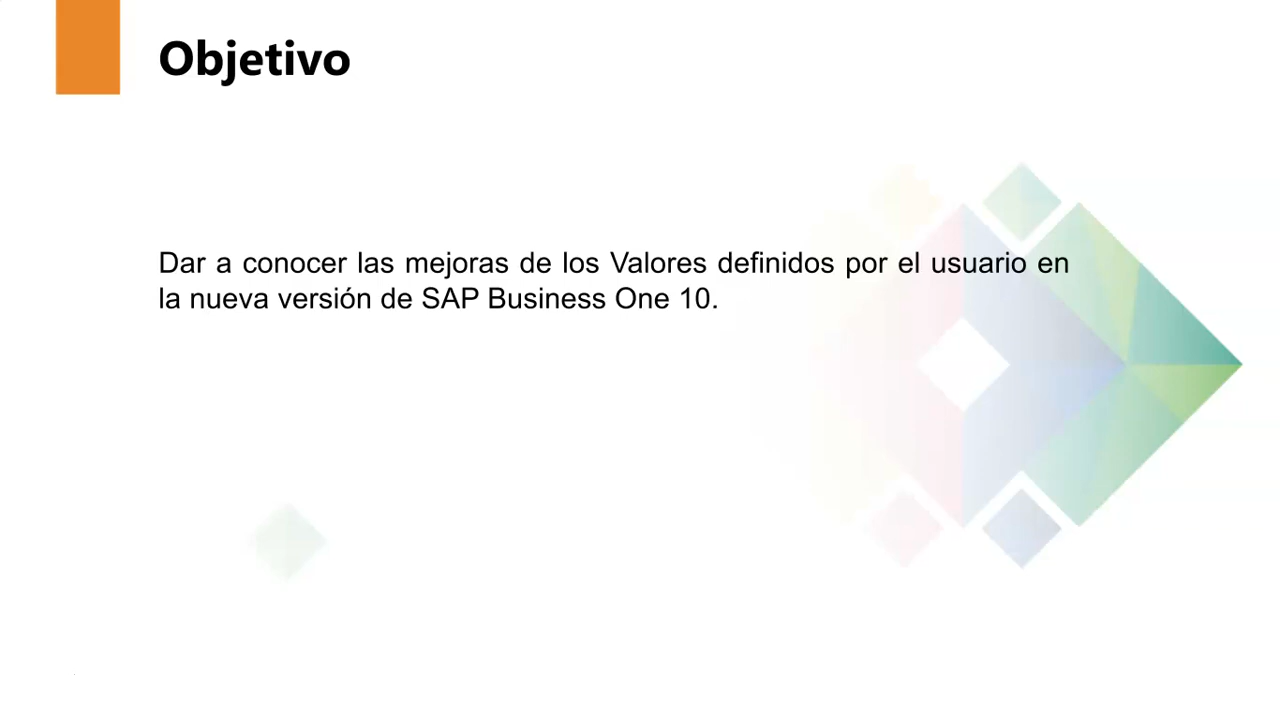 Objetivo
Dar a conocer las mejoras de los Valores definidos por el usuario en
la nueva versión de SAP Business One 10.